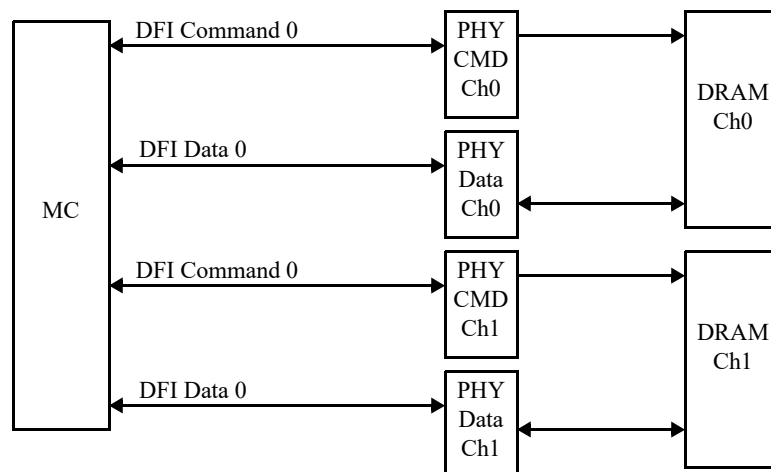 DFI Command 0
PHY
CMD
Ch0
DRAM
Ch0
DFI Data 0
PHY
Data
Ch0
MC
DFI Command 0
PHY
CMD
Ch1
DRAM
Ch1
DFI Data 0
PHY
Data
Ch1